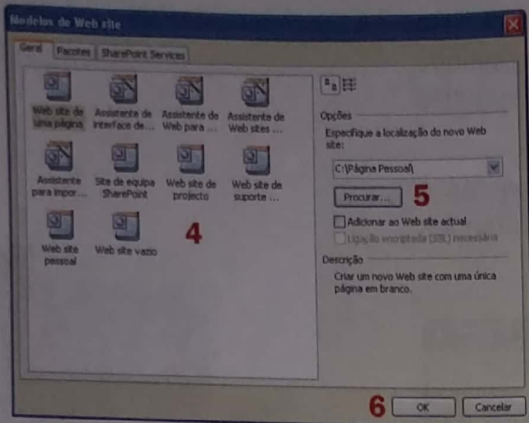 Modelos de Web site
Geral
Pacotes
SharePoint Services
Web site de
uma página
Assistente de
interface de...
Assistente de
Web para ...
Assistente de
Web sites ...
Assistente
para impor...
Site de equipa
SharePoint
Web site de
projecto
Web site de
suporte ...
Web site
pessoal
Web site vazio
4
Opções
Especifique a localização do novo Web
site:
C:\Página Pessoal\
Procurar...
5
Adicionar ao Web site actual
Ligação encriptada (SSL) necessária
Descrição
Criar um novo Web site com uma única
página em branco.
6
OK
Cancelar